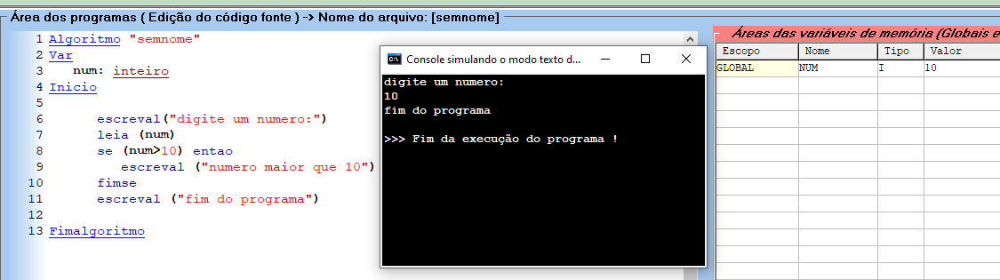 Área dos programas ( Edição do código fonte ) -> Nome do arquivo: [semnome]
1 Algoritmo "semnome"
2 Var
3 num: inteiro
4 Inicio
5
6 escreval("digite um numero:")
7 leia (num)
8 se (num>10) entao
9 escreval ("numero maior que 10")
10 fimse
11 escreval ("fim do programa")
12
13 Fimalgoritmo
Console simulando o modo texto d...
digite um numero:
10
fim do programa
>>> Fim da execução do programa !
Áreas das variáveis de memória (Globais e
Escopo Nome Tipo Valor
GLOBAL NUM I 10